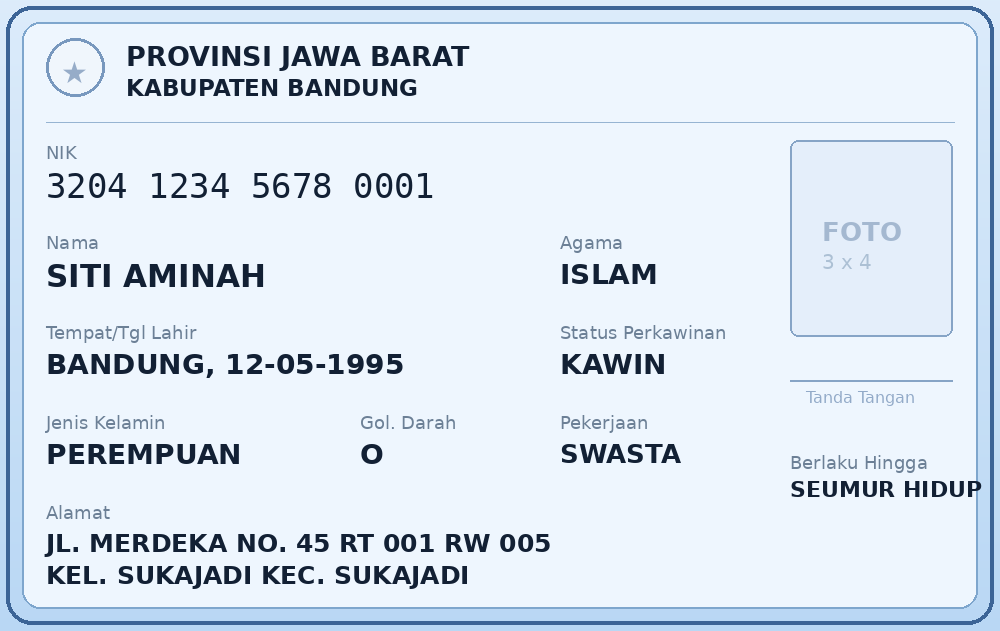 PROVINSI JAWA BARAT
KABUPATEN BANDUNG
NIK
3204 1234 5678 0001
Nama
SITI AMINAH
Agama
ISLAM
FOTO
3 x 4
Tempat/Tgl Lahir
BANDUNG, 12-05-1995
Status Perkawinan
KAWIN
Tanda Tangan
Jenis Kelamin
PEREMPUAN
Gol. Darah
O
Pekerjaan
SWASTA
Berlaku Hingga
SEUMUR HIDUP
Alamat
JL. MERDEKA NO. 45 RT 001 RW 005
KEL. SUKAJADI KEC. SUKAJADI